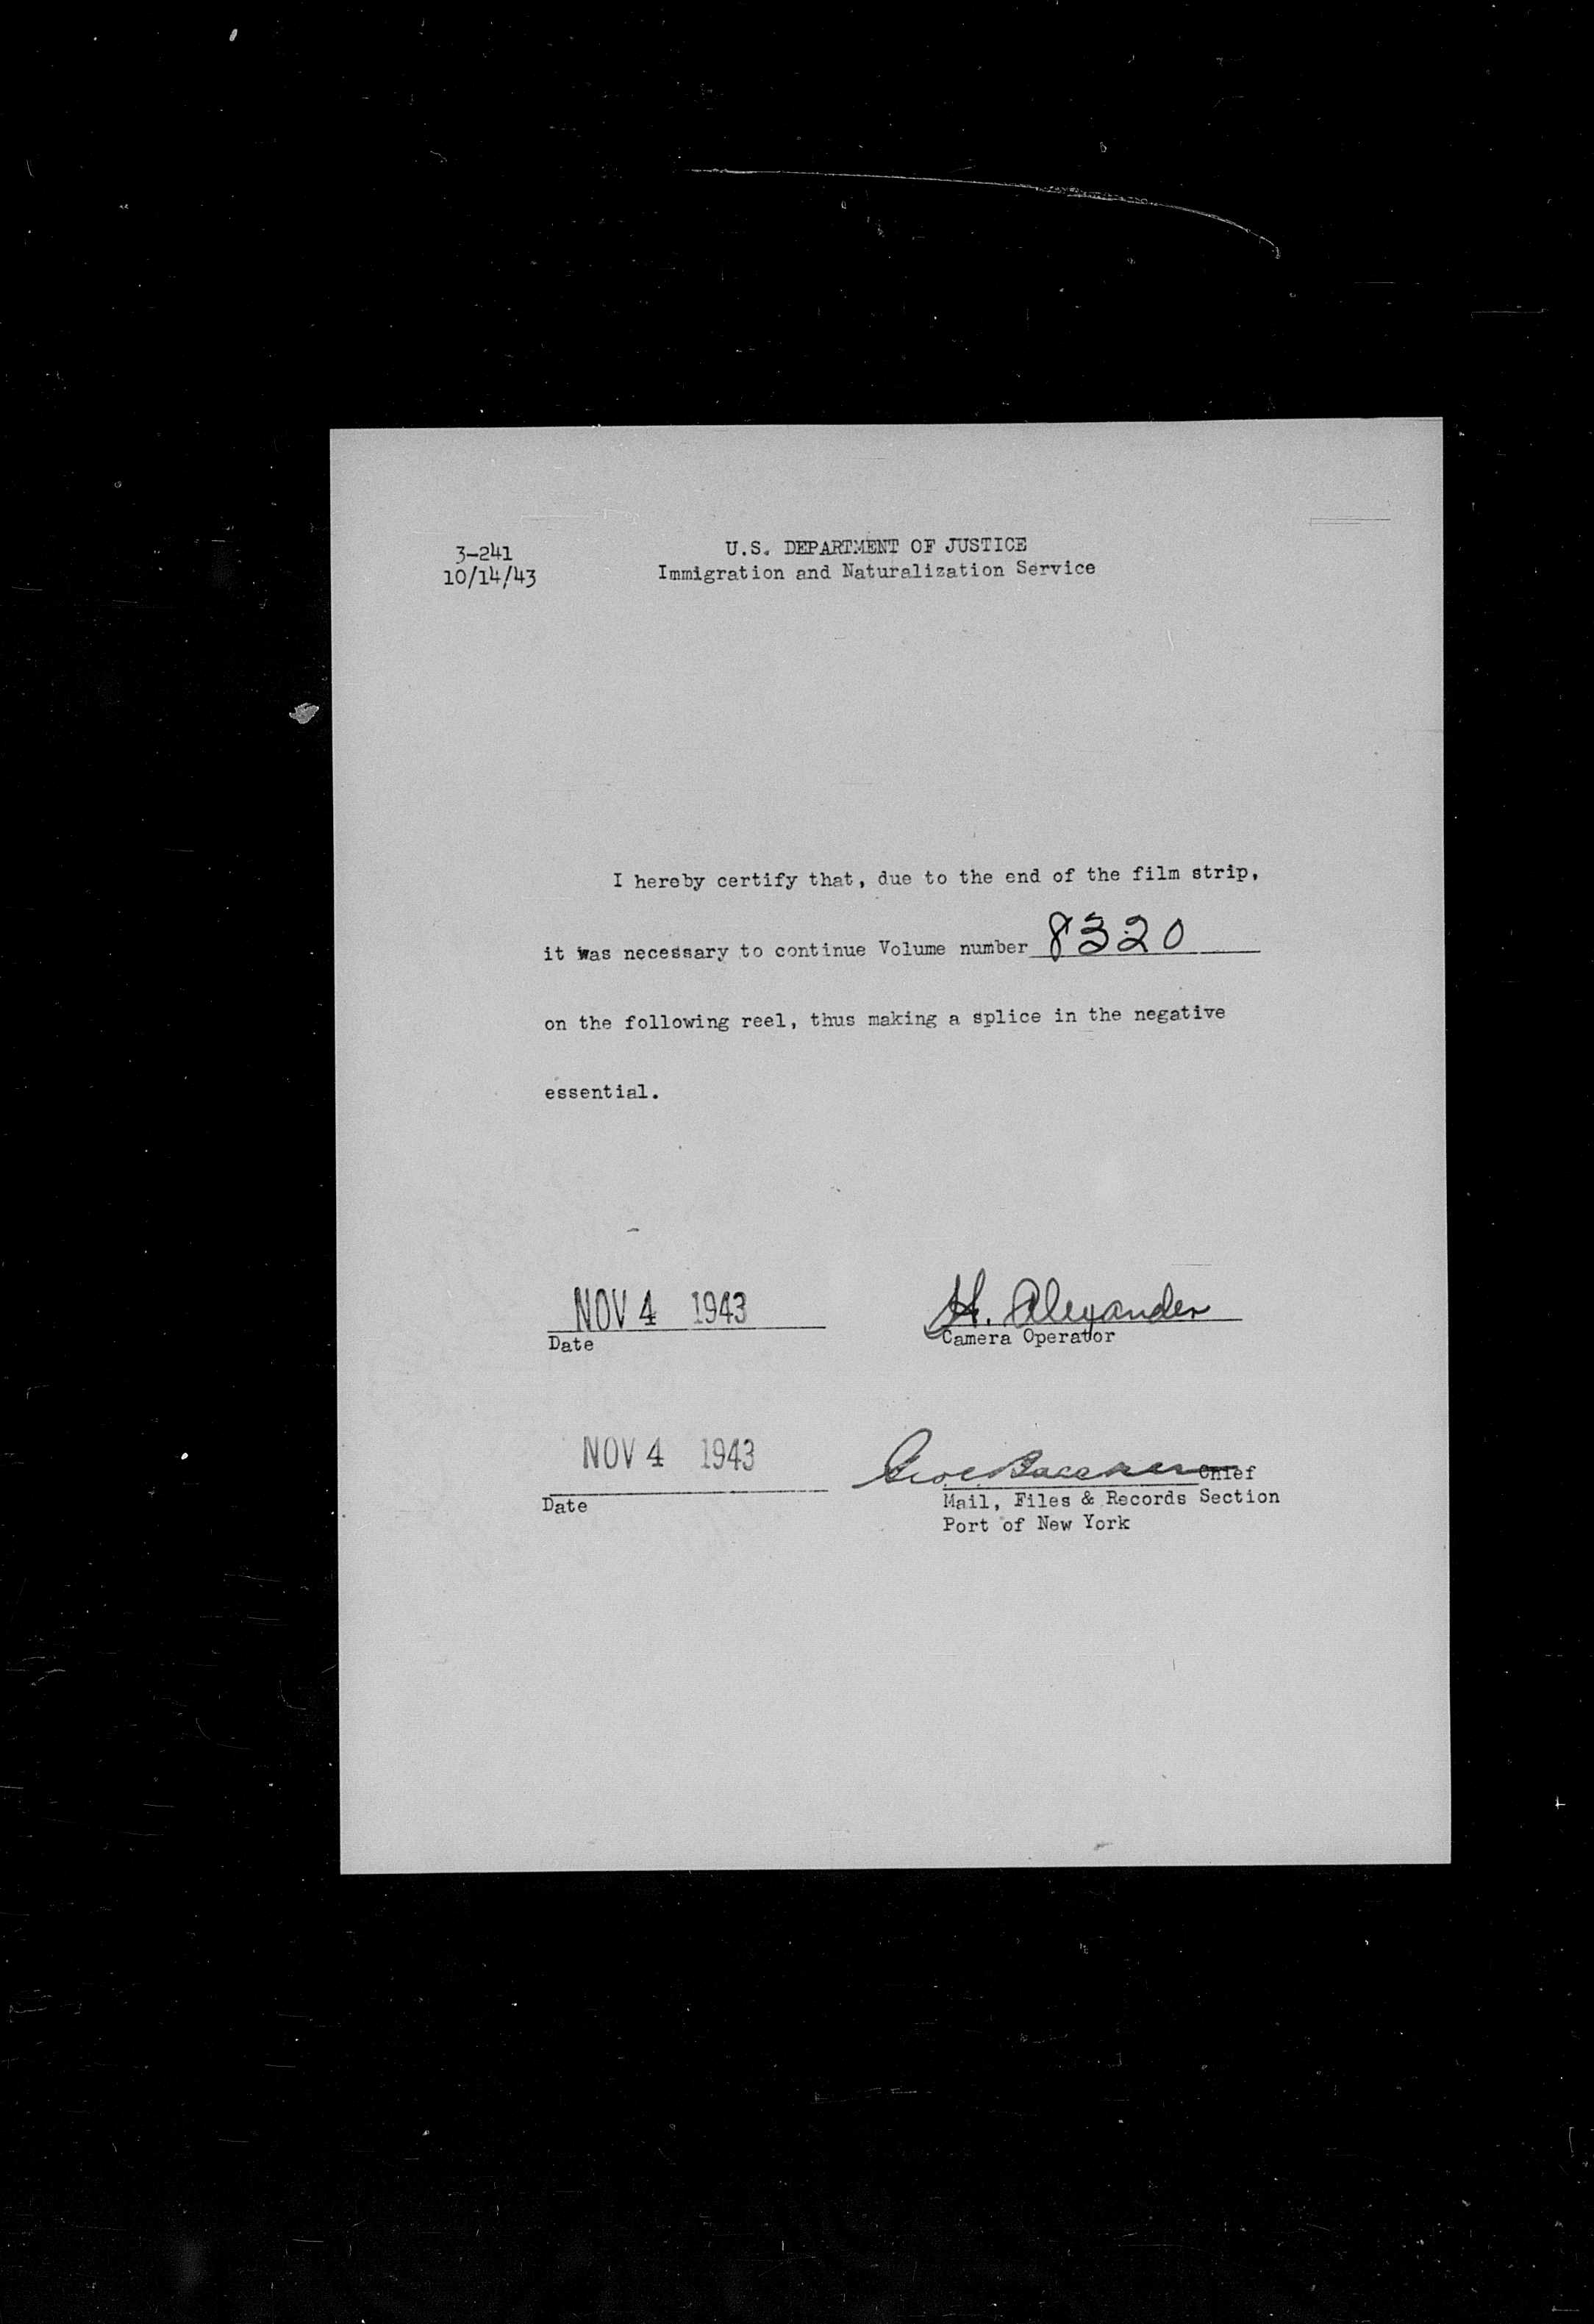 3-241
10/14/43
U.S. DEPARTMENT OF JUSTICE
Immigration and Naturalization Service
I hereby certify that, due to the end of the film strip,
it was necessary to continue Volume number 8320
on the following reel, thus making a splice in the negative
essential.
NOV 4 1943
Date
H. Alexander
Camera Operator
NOV 4 1943
Date
Chief
Mail, Files & Records Section
Port of New York